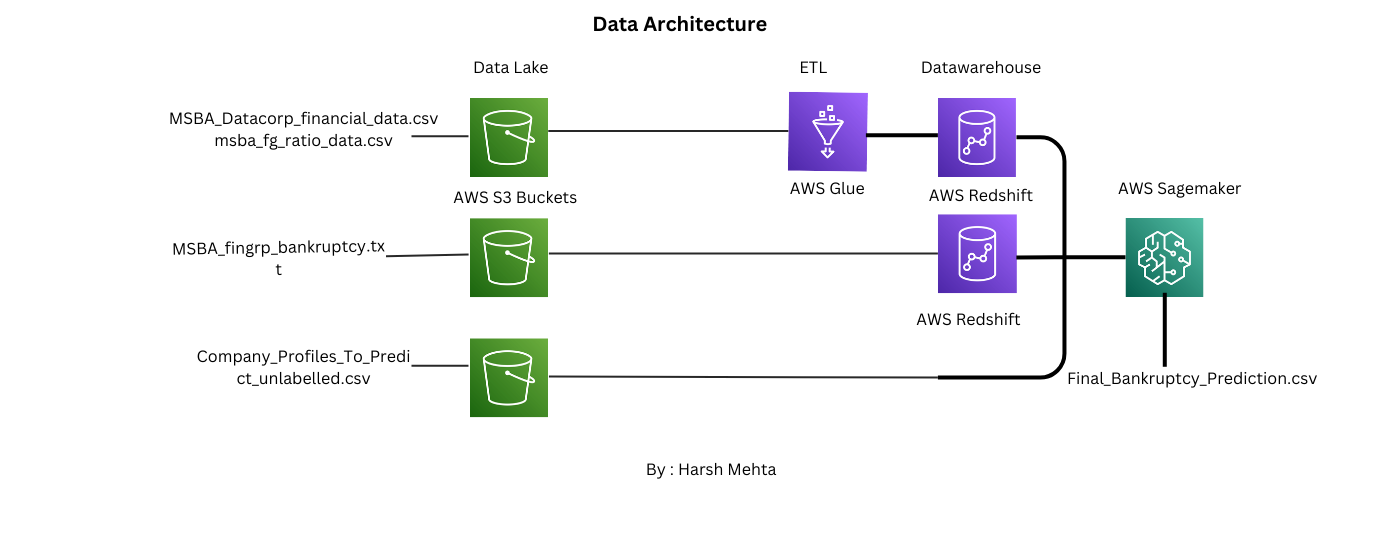 Data Architecture
Data Lake
ETL
Datawarehouse
MSBA_Datacorp_financial_data.csv
msba_fg_ratio_data.csv
AWS S3 Buckets
AWS Glue
AWS Redshift
AWS Sagemaker
MSBA_fingrp_bankruptcy.tx
t
AWS Redshift
Company_Profiles_To_Predi
ct_unlabelled.csv
Final_Bankruptcy_Prediction.csv
By : Harsh Mehta